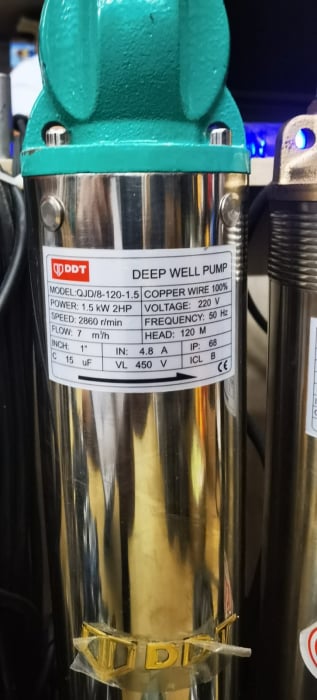 DDT DEEP WELL PUMP
MODEL:QJD/8-120-1.5 COPPER WIRE 100%
POWER: 1.5 kW 2HP VOLTAGE: 220 V
SPEED: 2860 r/min FREQUENCY: 50 Hz
FLOW: 7 m³/h HEAD: 120 M
INCH: 1" IN: 4.8 A IP: 68
C 15 uF VL 450 V ICL B CE
DDT